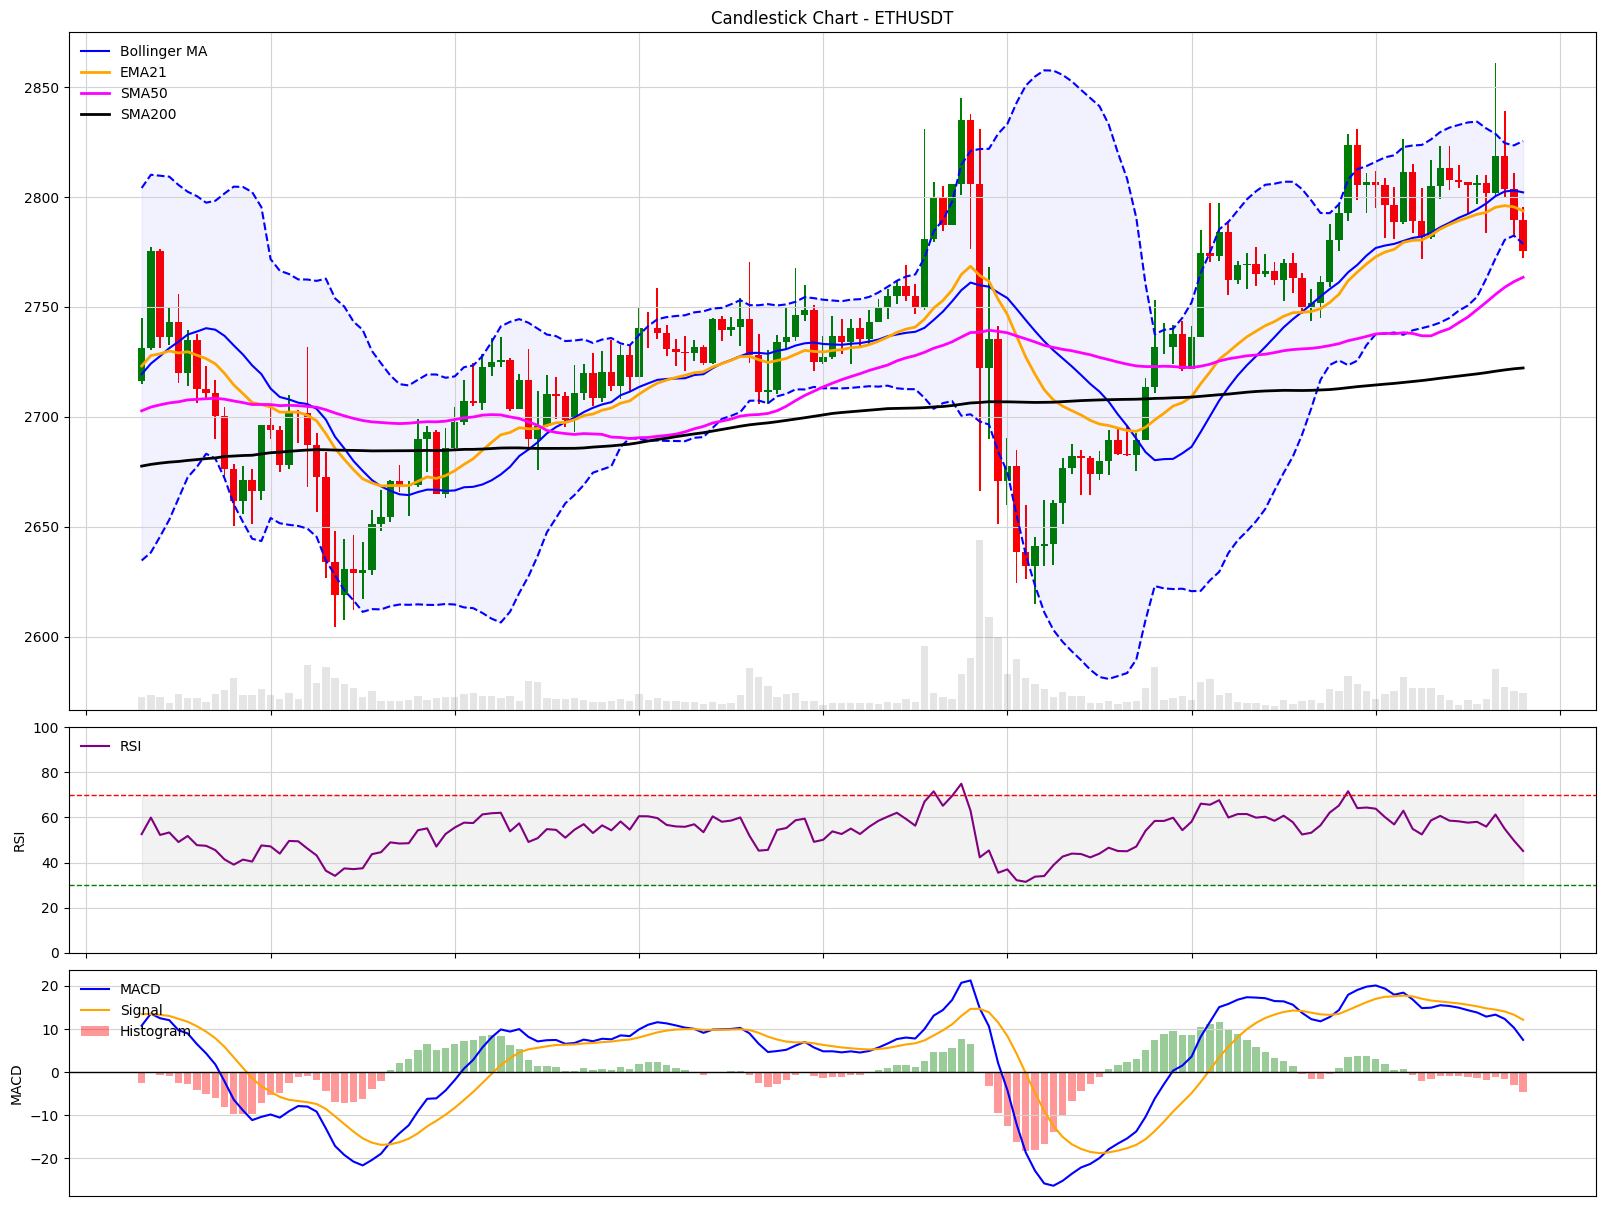 Candlestick Chart - ETHUSDT
Bollinger MA
EMA21
SMA50
SMA200
2850
2800
2750
2700
2650
2600
RSI
100
80
60
40
20
0
RSI
MACD
Signal
Histogram
20
10
0
−10
−20
MACD